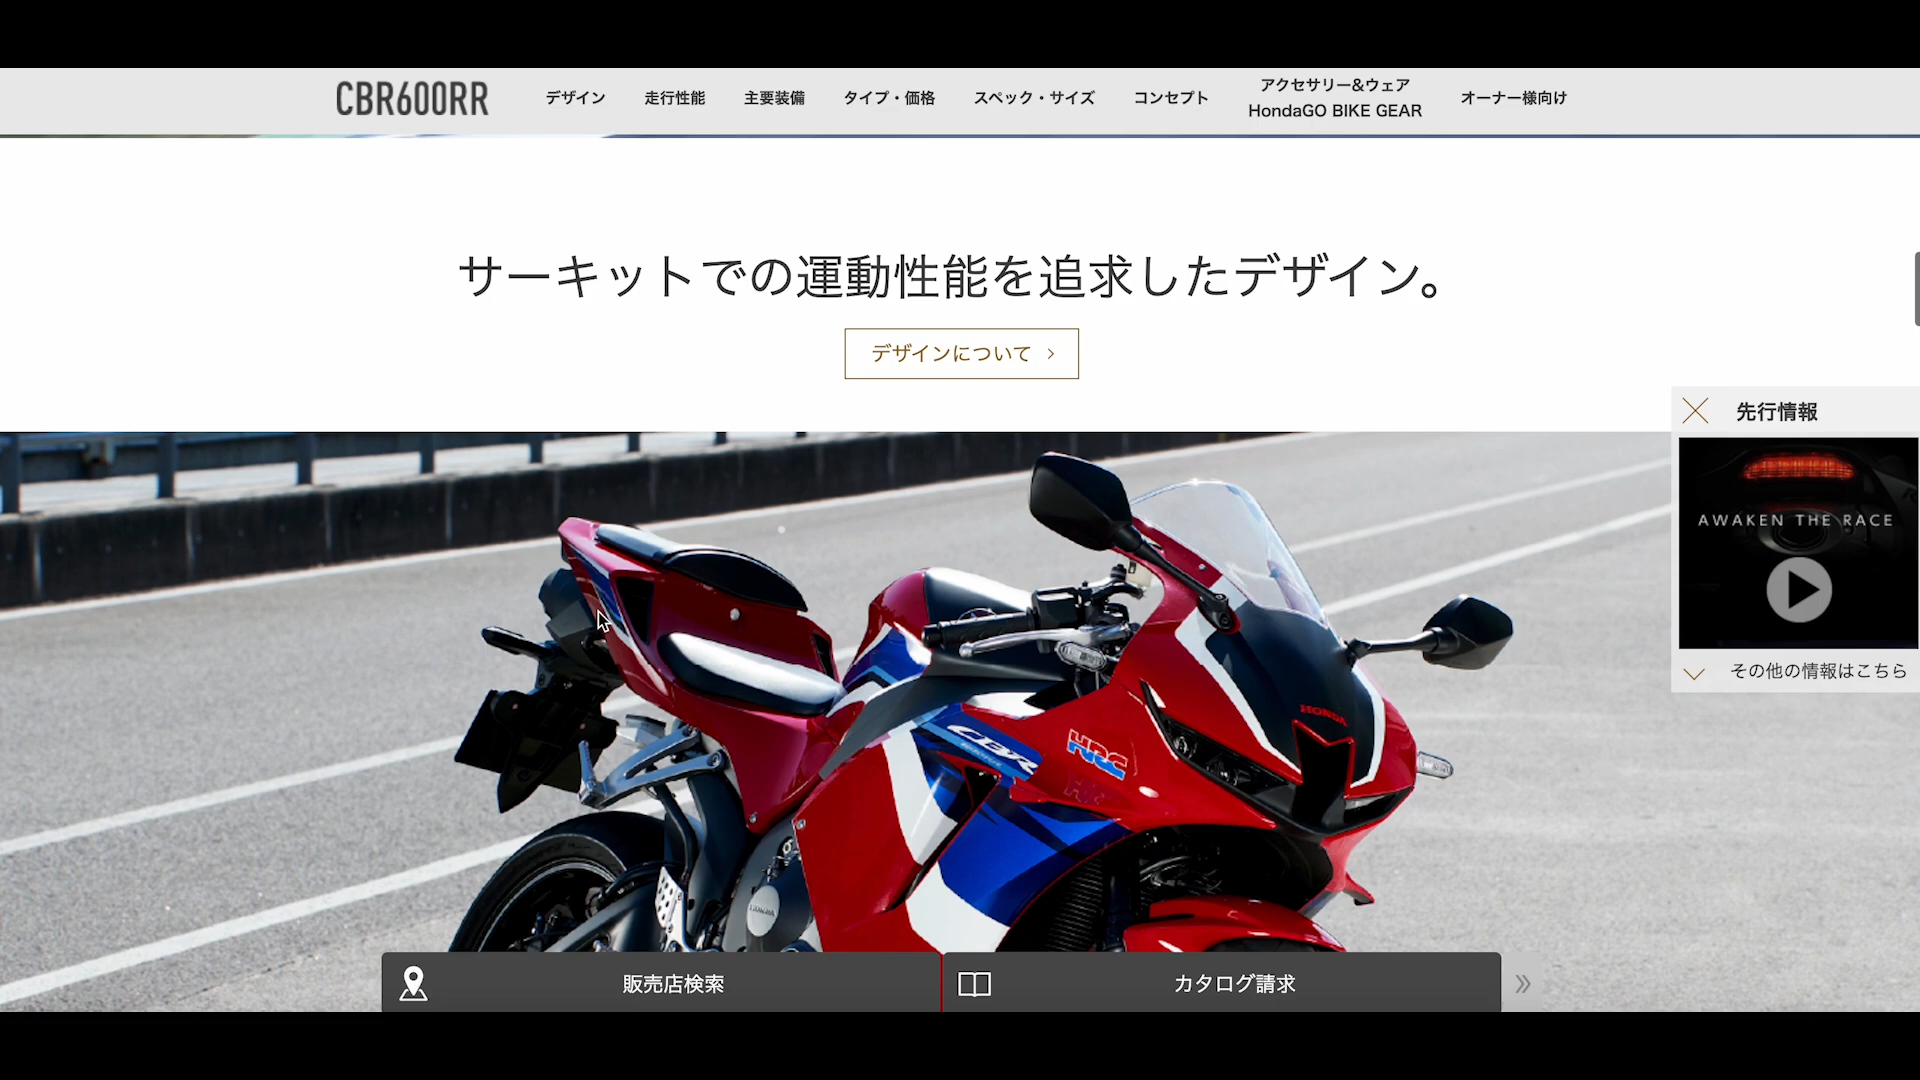 CBR600RR
デザイン
走行性能
主要装備
タイプ・価格
スペック・サイズ
コンセプト
アクセサリー&ウェア
HondaGO BIKE GEAR
オーナー様向け
サーキットでの運動性能を追求したデザイン。
デザインについて
先行情報
AWAKEN THE RACE
その他の情報はこちら
HONDA
CBR
HRC
HONDA
販売店検索
カタログ請求